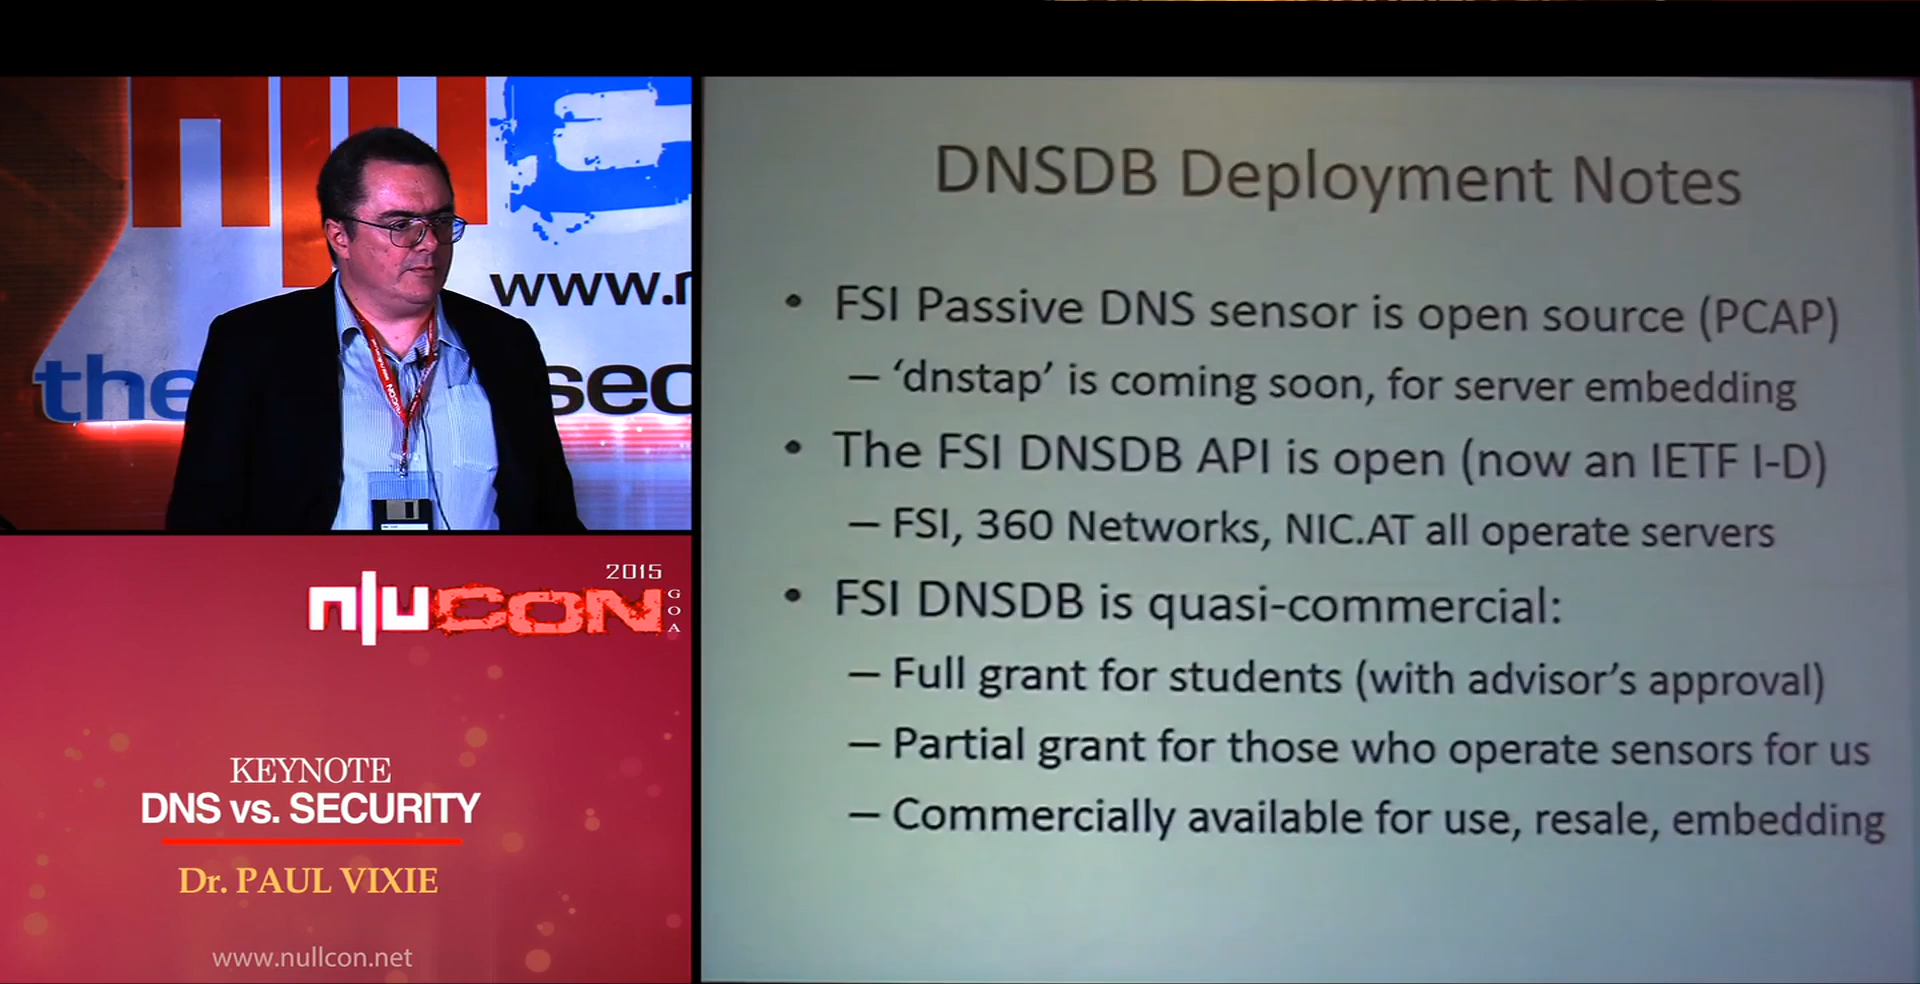 www.
the
sec
NULLCON
2015
GOA
KEYNOTE
DNS vs. SECURITY
Dr. PAUL VIXIE
www.nullcon.net
DNSDB Deployment Notes
• FSI Passive DNS sensor is open source (PCAP)
– ‘dnstap’ is coming soon, for server embedding
• The FSI DNSDB API is open (now an IETF I-D)
– FSI, 360 Networks, NIC.AT all operate servers
• FSI DNSDB is quasi-commercial:
– Full grant for students (with advisor’s approval)
– Partial grant for those who operate sensors for us
– Commercially available for use, resale, embedding